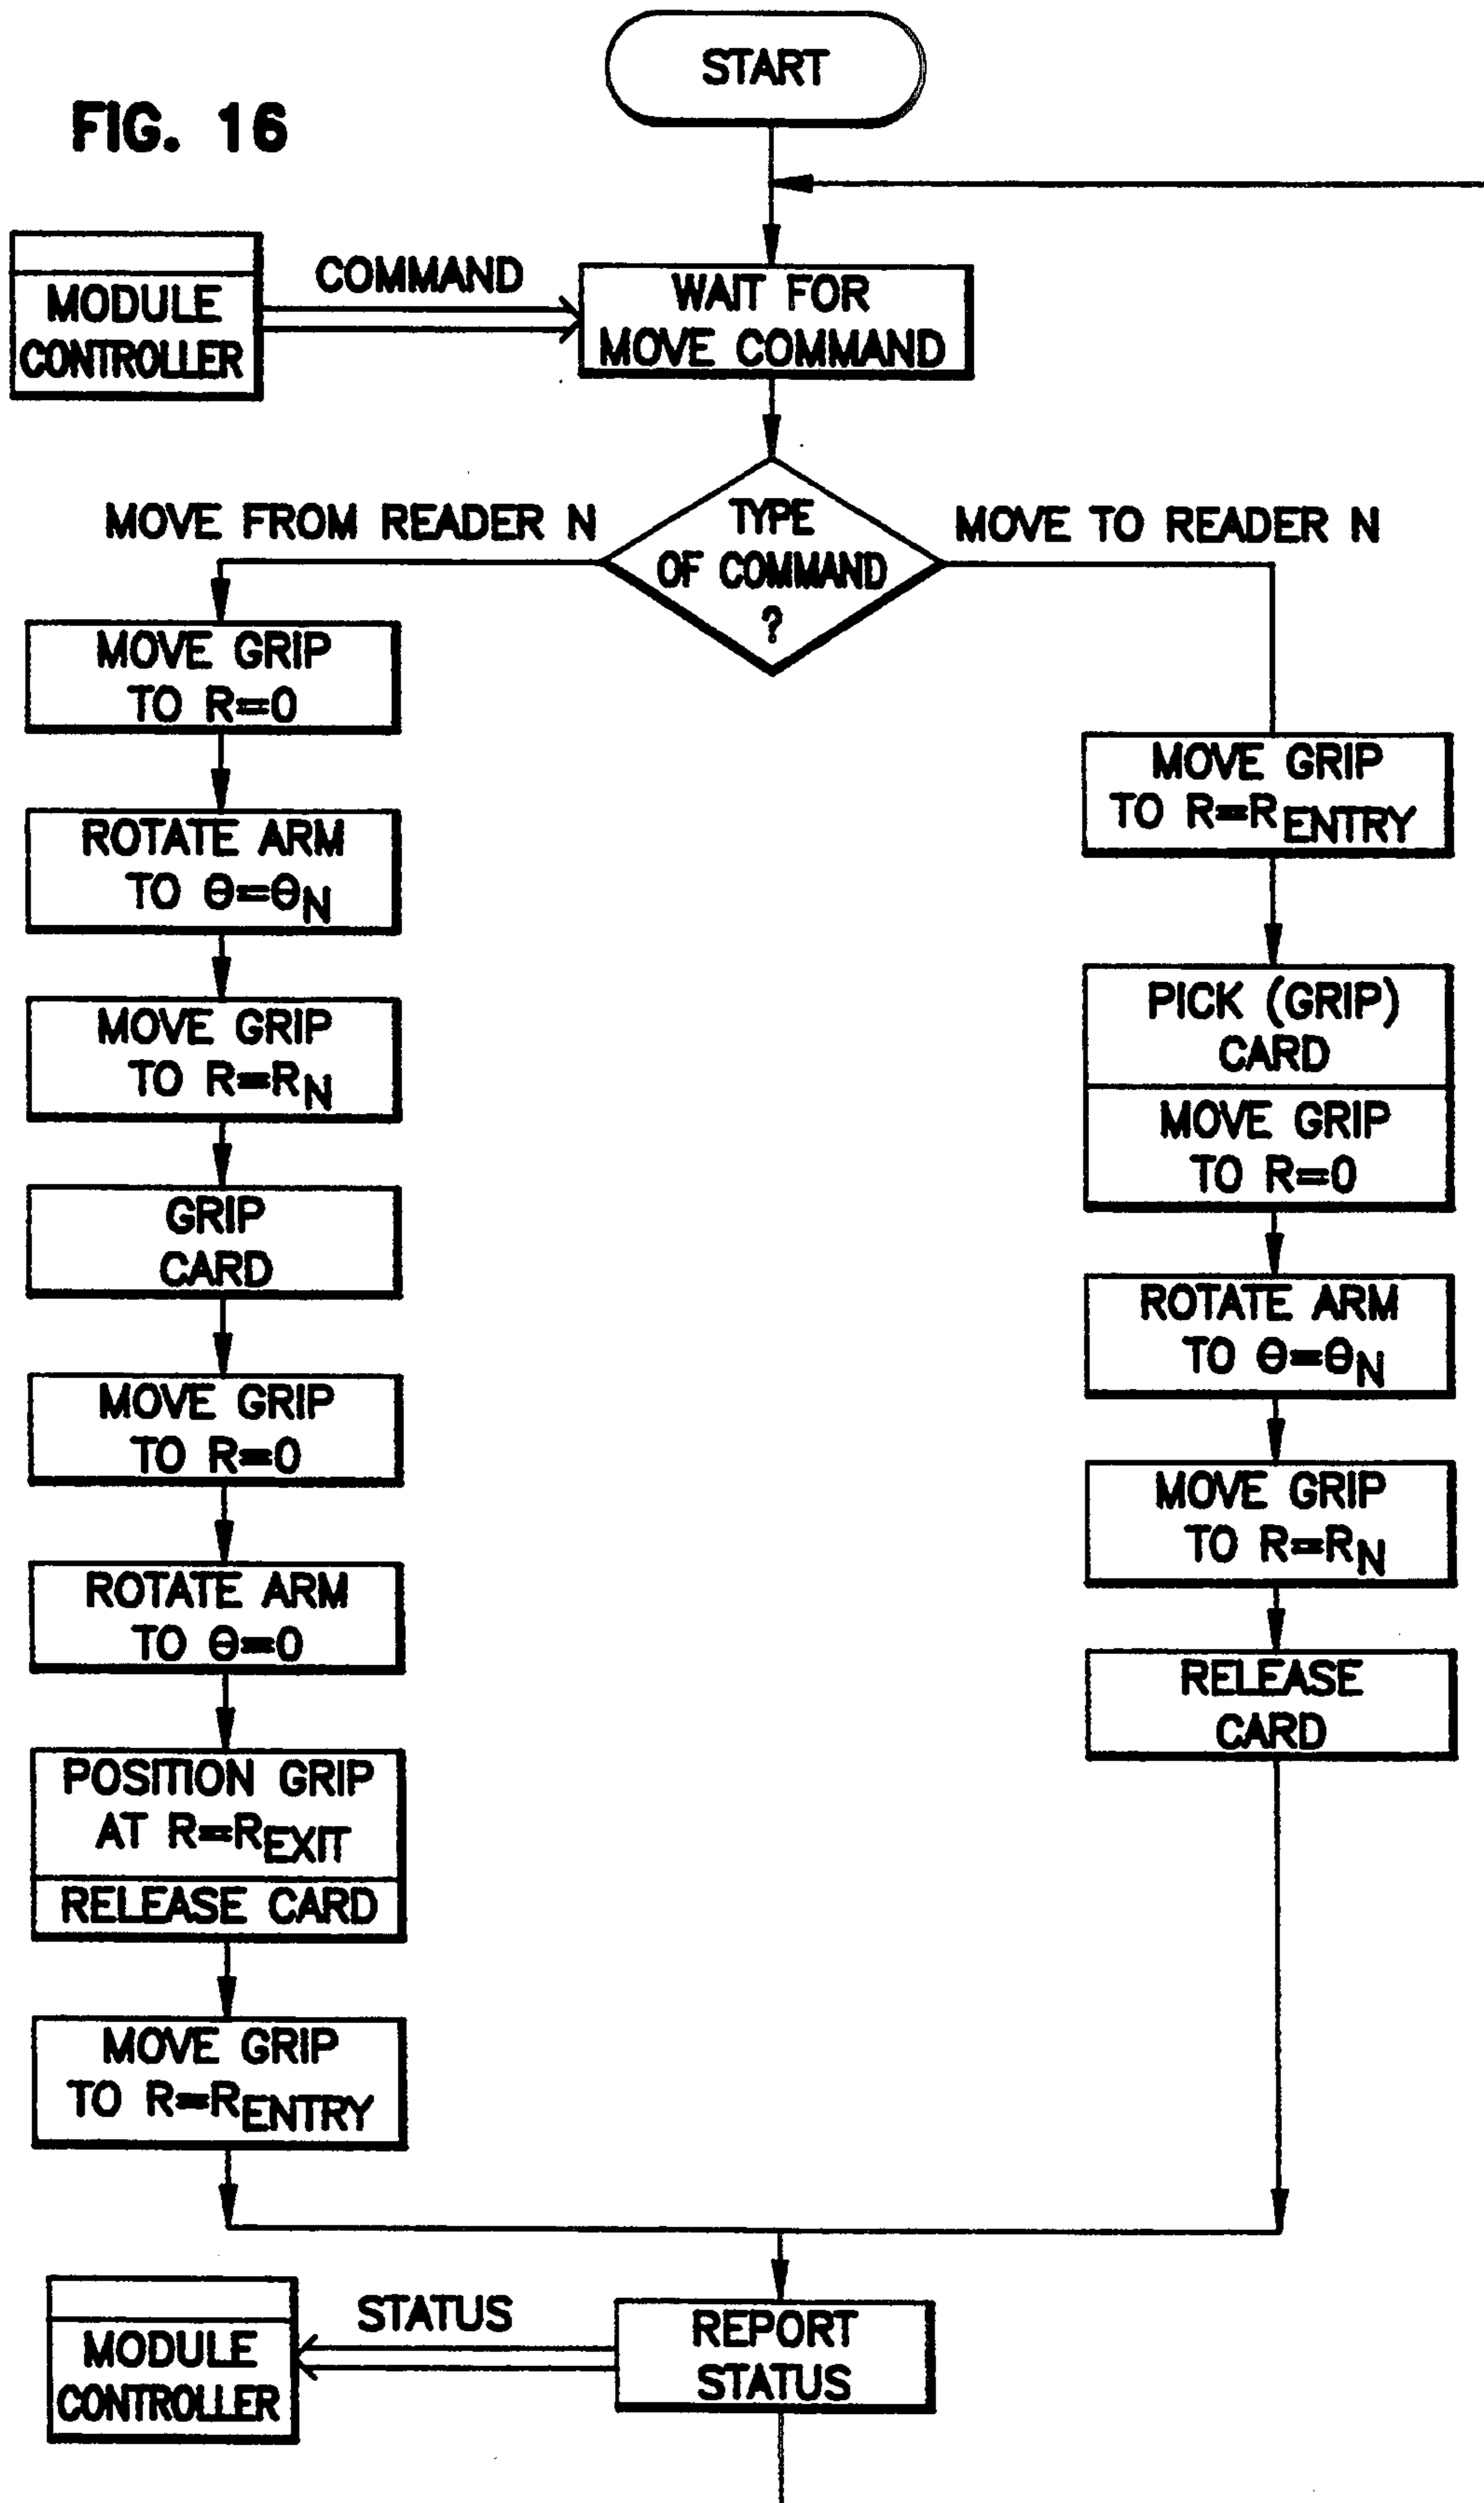 START
FIG. 16
MODULE
CONTROLLER
COMMAND
WAIT FOR
MOVE COMMAND
MOVE FROM READER N
TYPE
OF COMMAND
?
MOVE TO READER N
MOVE GRIP
TO R=0
ROTATE ARM
TO Θ=ΘN
MOVE GRIP
TO R=RN
GRIP
CARD
MOVE GRIP
TO R=0
ROTATE ARM
TO Θ=0
POSITION GRIP
AT R=REXIT
RELEASE CARD
MOVE GRIP
TO R=RENTRY
MOVE GRIP
TO R=RENTRY
PICK (GRIP)
CARD
MOVE GRIP
TO R=0
ROTATE ARM
TO Θ=ΘN
MOVE GRIP
TO R=RN
RELEASE
CARD
MODULE
CONTROLLER
STATUS
REPORT
STATUS